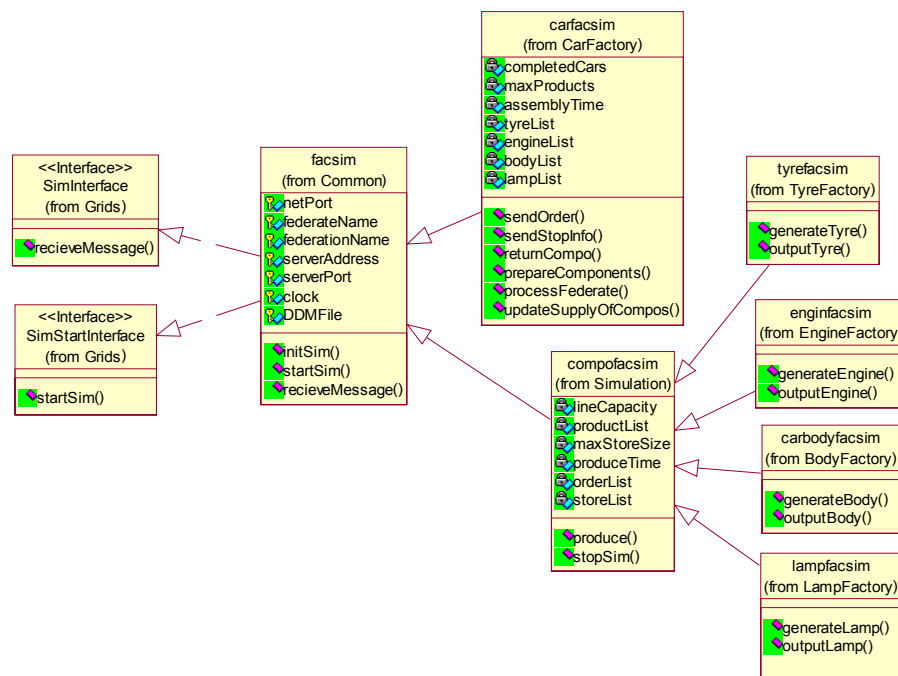 <<Interface>>
SimInterface
(from Grids)
recieveMessage()
<<Interface>>
SimStartInterface
(from Grids)
startSim()
facsim
(from Common)
netPort
federateName
federationName
serverAddress
serverPort
clock
DDMFile
initSim()
startSim()
recieveMessage()
carfacsim
(from CarFactory)
completedCars
maxProducts
assemblyTime
tyreList
engineList
bodyList
lampList
sendOrder()
sendStopInfo()
returnCompo()
prepareComponents()
processFederate()
updateSupplyOfCompos()
compofacsim
(from Simulation)
lineCapacity
productList
maxStoreSize
produceTime
orderList
storeList
produce()
stopSim()
tyrefacsim
(from TyreFactory)
generateTyre()
outputTyre()
enginfacsim
(from EngineFactory)
generateEngine()
outputEngine()
carbodyfacsim
(from BodyFactory)
generateBody()
outputBody()
lampfacsim
(from LampFactory)
generateLamp()
outputLamp()